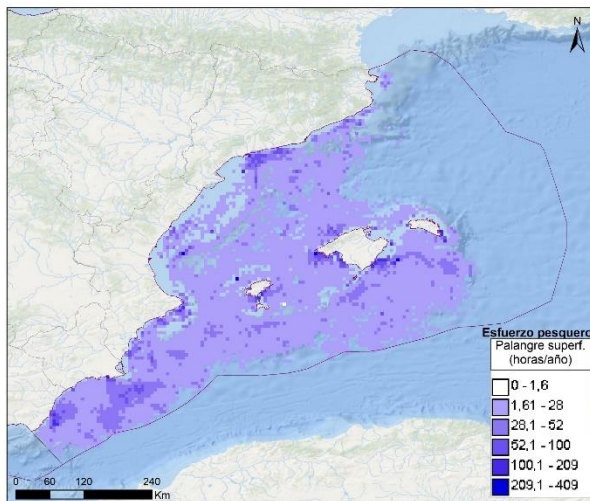 N
Esfuerzo pesquero
Palangre superf.
(horas/año)
0 - 1,6
1,61 - 28
28,1 - 52
52,1 - 100
100,1 - 209
209,1 - 409
0 60 120 240
Km